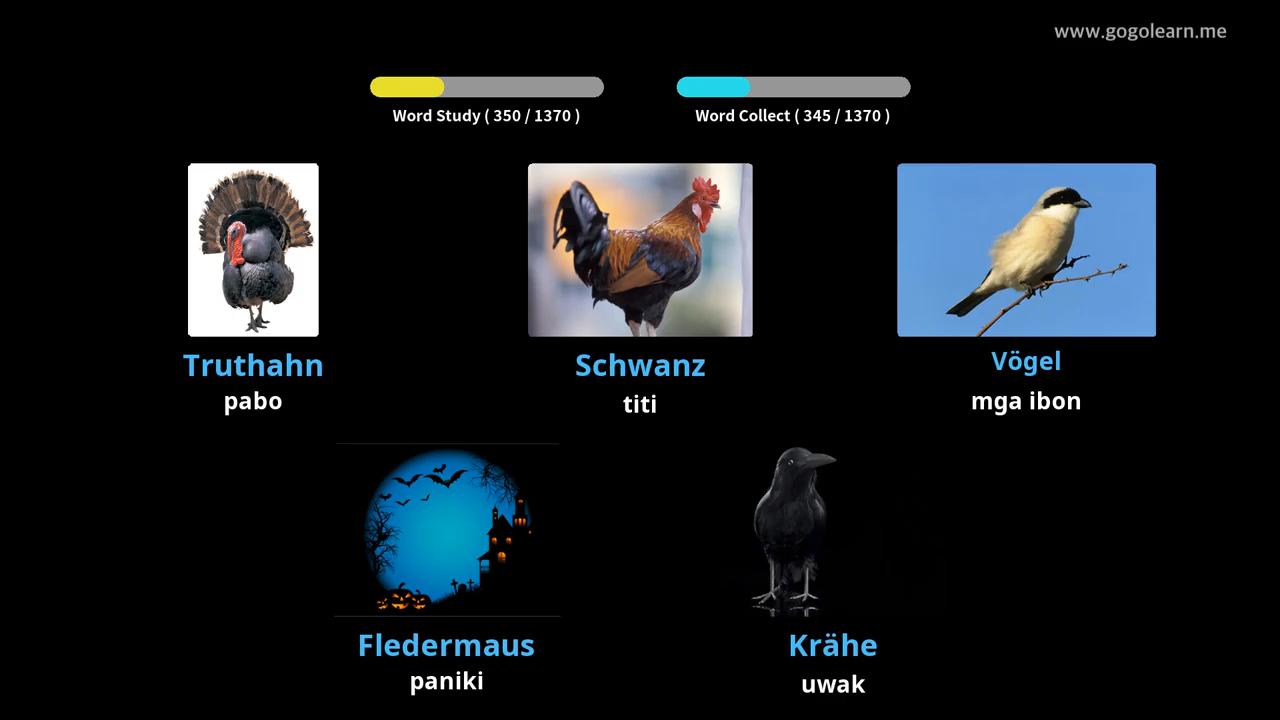 www.gogolearn.me
Word Study ( 350 / 1370 )
Word Collect ( 345 / 1370 )
Truthahn
pabo
Schwanz
titi
Vögel
mga ibon
Fledermaus
paniki
Krähe
uwak